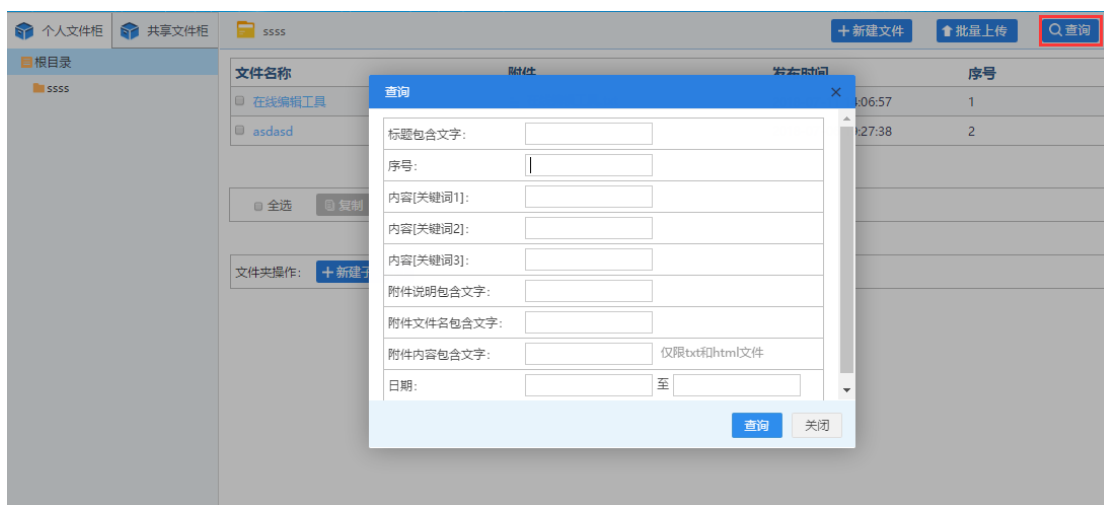 个人文件柜 共享文件柜 ssss 新建文件 批量上传 查询
根目录
ssss
文件名称 附件 发布时间 序号
在线编辑工具 :06:57 1
asdasd :27:38 2
全选 复制
文件夹操作： 新建子
查询
标题包含文字：
序号：
内容[关键词1]：
内容[关键词2]：
内容[关键词3]：
附件说明包含文字：
附件文件名包含文字：
附件内容包含文字： 仅限txt和html文件
日期： 至
查询 关闭